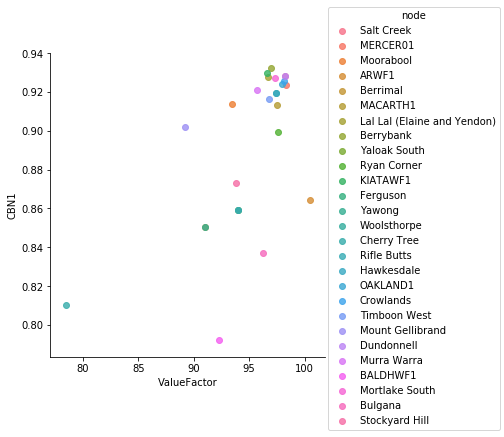 node
Salt Creek
MERCER01
Moorabool
ARWF1
Berrimal
MACARTH1
Lal Lal (Elaine and Yendon)
Berrybank
Yaloak South
Ryan Corner
KIATAWF1
Ferguson
Yawong
Woolsthorpe
Cherry Tree
Rifle Butts
Hawkesdale
OAKLAND1
Crowlands
Timboon West
Mount Gellibrand
Dundonnell
Murra Warra
BALDHWF1
Mortlake South
Bulgana
Stockyard Hill
CBN1
0.94
0.92
0.90
0.88
0.86
0.84
0.82
0.80
80 85 90 95 100
ValueFactor